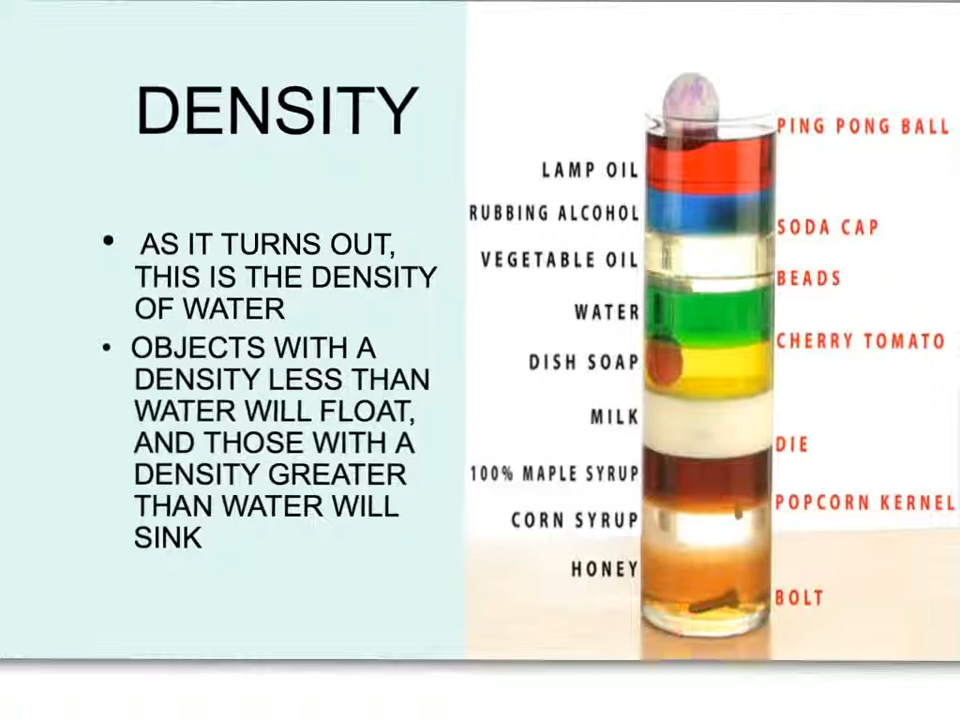 DENSITY
• AS IT TURNS OUT,
THIS IS THE DENSITY
OF WATER
• OBJECTS WITH A
DENSITY LESS THAN
WATER WILL FLOAT,
AND THOSE WITH A
DENSITY GREATER
THAN WATER WILL
SINK
LAMP OIL
RUBBING ALCOHOL
VEGETABLE OIL
WATER
DISH SOAP
MILK
100% MAPLE SYRUP
CORN SYRUP
HONEY
PING PONG BALL
SODA CAP
BEADS
CHERRY TOMATO
DIE
POPCORN KERNEL
BOLT